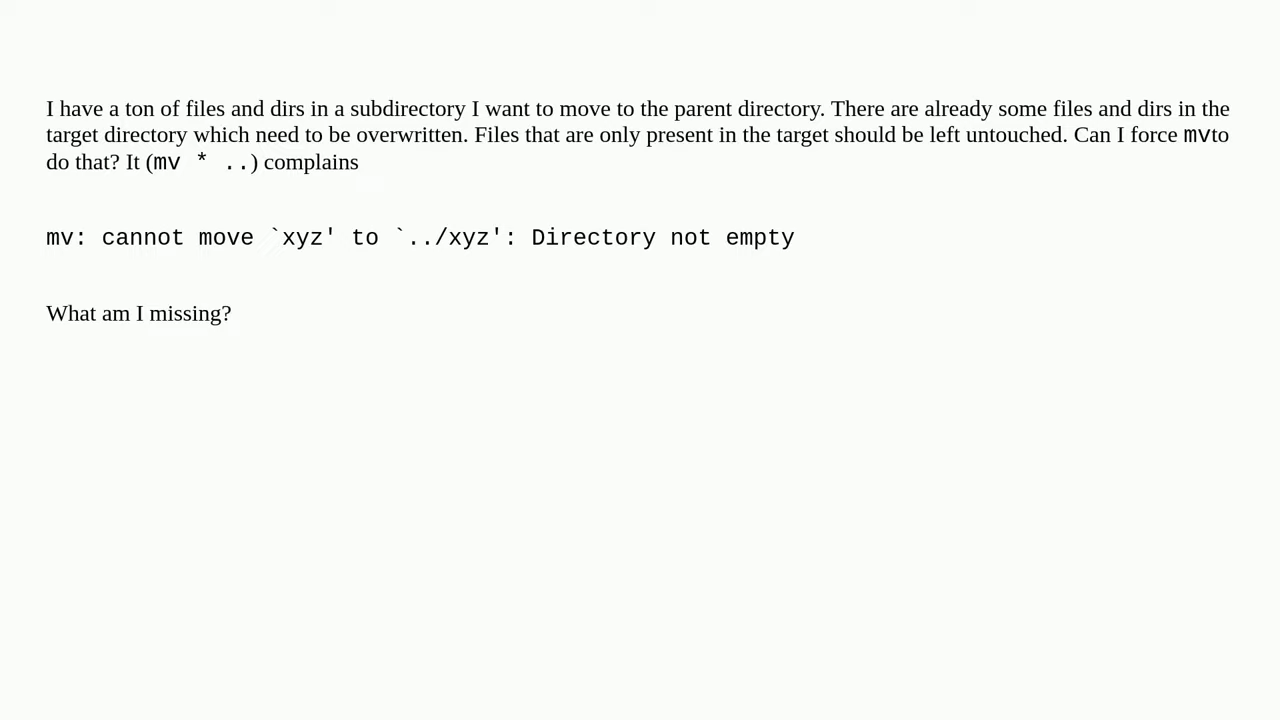 I have a ton of files and dirs in a subdirectory I want to move to the parent directory. There are already some files and dirs in the
target directory which need to be overwritten. Files that are only present in the target should be left untouched. Can I force mvto
do that? It (mv * ..) complains
mv: cannot move `xyz' to `../xyz': Directory not empty
What am I missing?